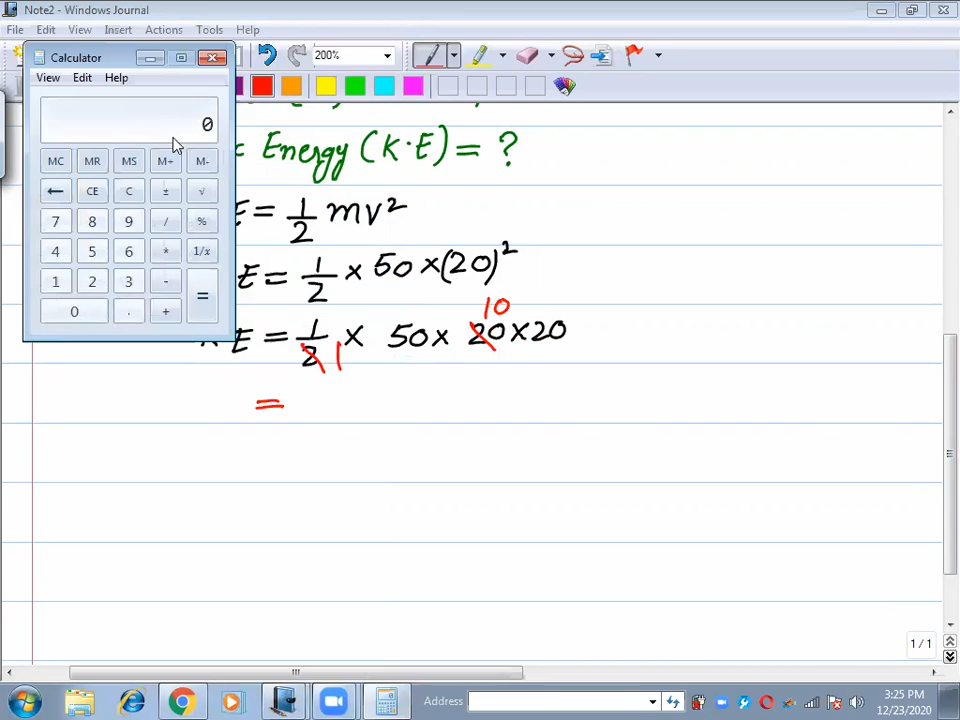 Note2 - Windows Journal
File Edit View Insert Actions Tools Help
200%
Calculator
View Edit Help
0
MC MR MS M+ M-
← CE C ± √
7 8 9 / %
4 5 6 * 1/x
1 2 3 - =
0 . +
= Energy (K.E) = ?
E = 1/2 mv²
E = 1/2 × 50 × (20)²
10
E = 1/2 × 50 × 20 × 20
1
=
1 / 1
Address
3:25 PM
12/23/2020